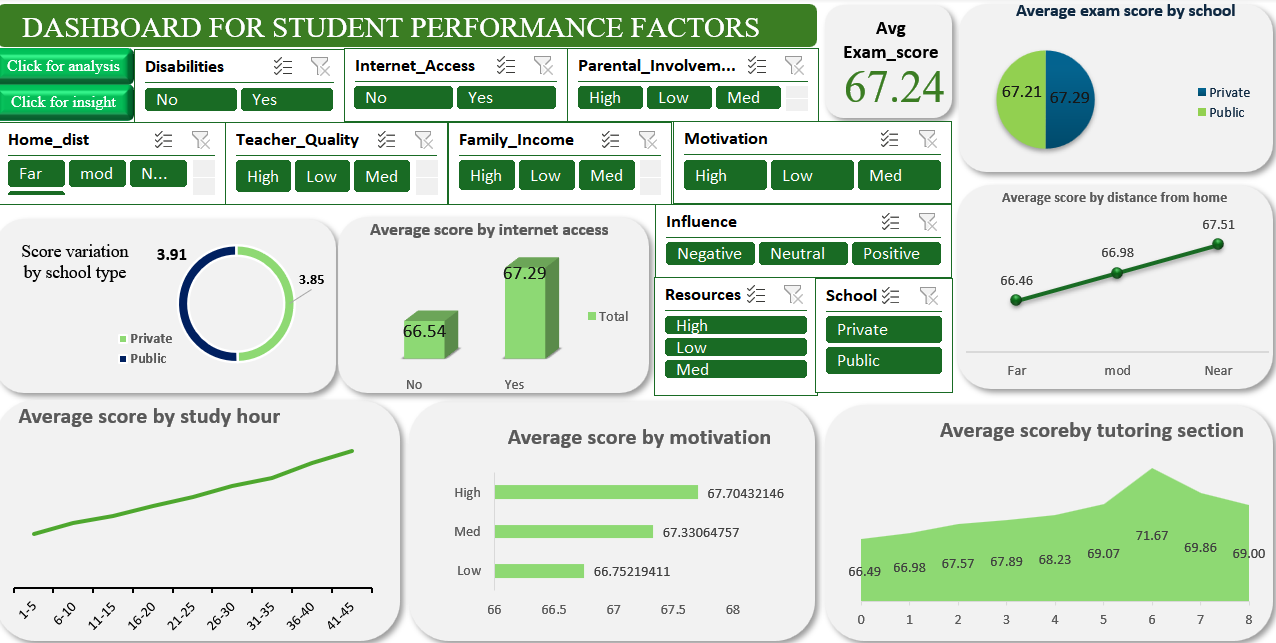 DASHBOARD FOR STUDENT PERFORMANCE FACTORS
Avg
Exam_score
67.24
Click for analysis
Click for insight
Disabilities
No
Yes
Internet_Access
No
Yes
Parental_Involvem...
High
Low
Med
Home_dist
Far
mod
N...
Teacher_Quality
High
Low
Med
Family_Income
High
Low
Med
Motivation
High
Low
Med
Influence
Negative
Neutral
Positive
Resources
High
Low
Med
School
Private
Public
Average exam score by school
67.21
67.29
Private
Public
Average score by distance from home
66.46
66.98
67.51
Far
mod
Near
Score variation
by school type
3.91
3.85
Private
Public
Average score by internet access
66.54
67.29
Total
No
Yes
Average score by study hour
1-5
6-10
11-15
16-20
21-25
26-30
31-35
36-40
41-45
Average score by motivation
High
67.70432146
Med
67.33064757
Low
66.75219411
66
66.5
67
67.5
68
Average scoreby tutoring section
66.49
66.98
67.57
67.89
68.23
69.07
71.67
69.86
69.00
0
1
2
3
4
5
6
7
8